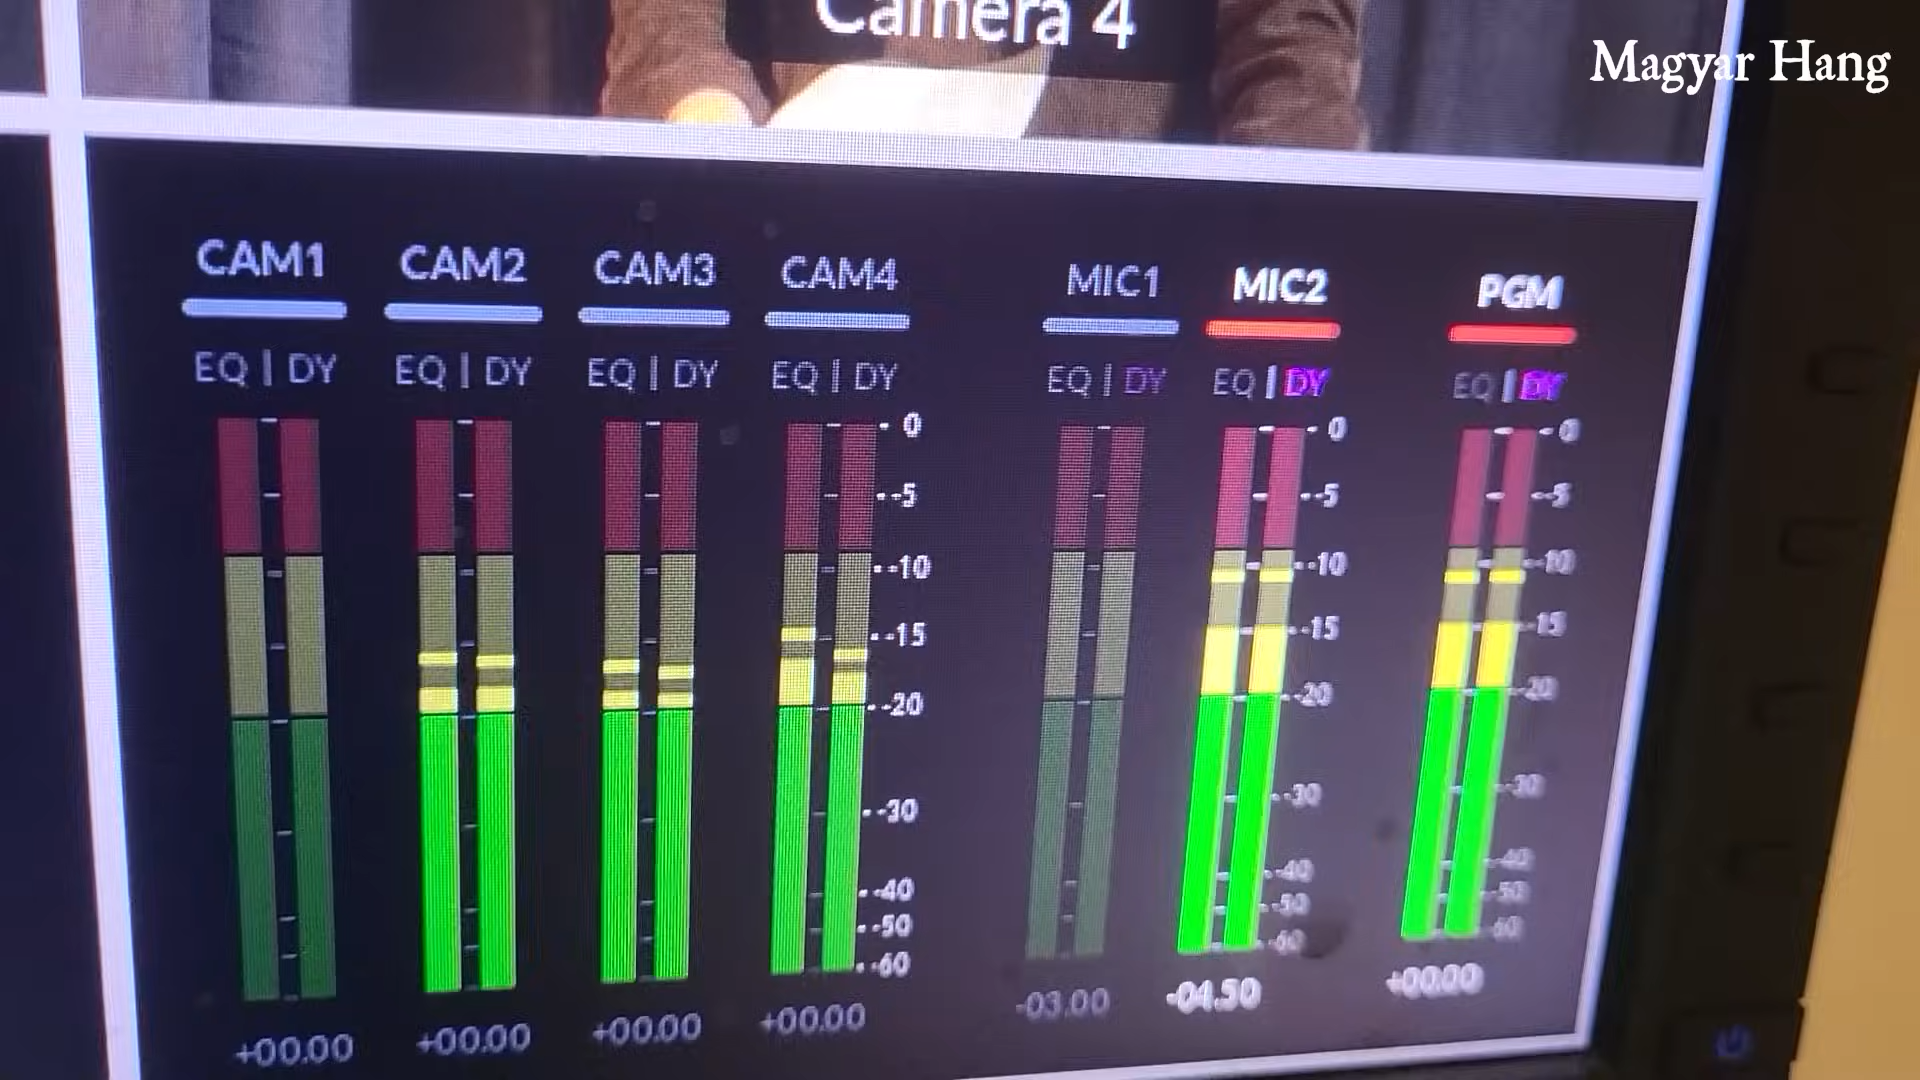 Camera 4
Magyar Hang
CAM1 CAM2 CAM3 CAM4 MIC1 MIC2 PGM
EQ | DY EQ | DY EQ | DY EQ | DY EQ | DY EQ | DY EQ | DY
0 0 0
-5 -5 -5
-10 -10 -10
-15 -15 -15
-20 -20 -20
-30 -30 -30
-40 -40 -40
-50 -50 -50
-60 -60 -60
+00.00 +00.00 +00.00 +00.00 -03.00 -04.50 +00.00